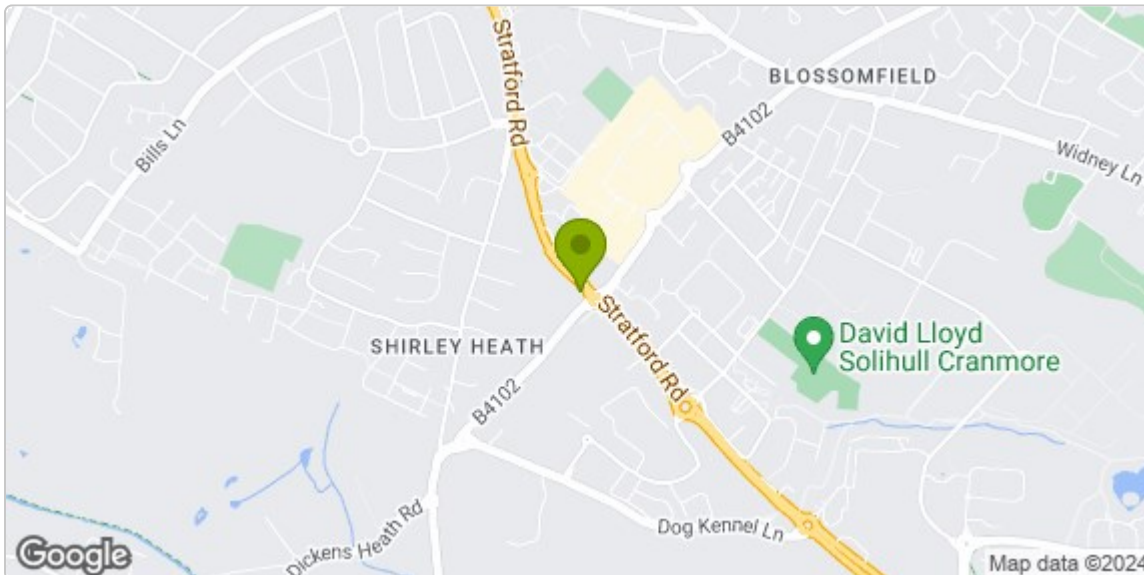 Stratford Rd
BLOSSOMFIELD
B4102
Bills Ln
Widney Ln
Stratford Rd
David Lloyd
Solihull Cranmore
SHIRLEY HEATH
B4102
Dog Kennel Ln
Dickens Heath Rd
Google
Map data ©2024